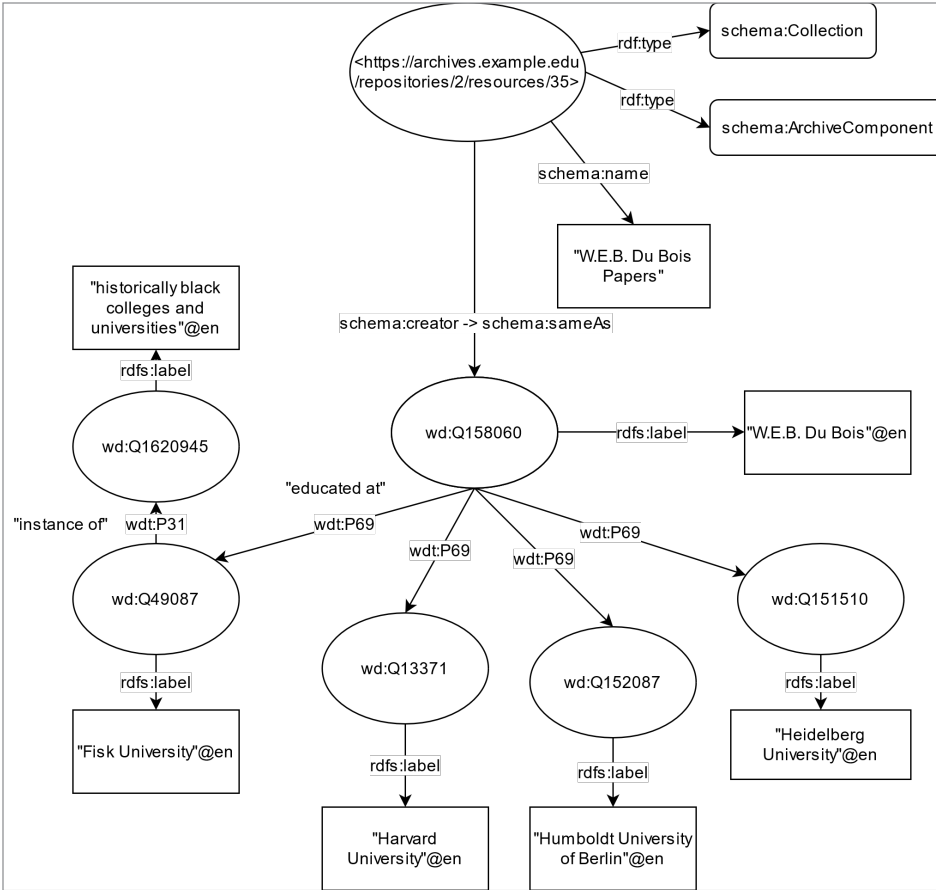 <https://archives.example.edu
/repositories/2/resources/35>
rdf:type
schema:Collection
rdf:type
schema:ArchiveComponent
schema:name
"W.E.B. Du Bois
Papers"
schema:creator -> schema:sameAs
"historically black
colleges and
universities"@en
rdfs:label
wd:Q1620945
wd:Q158060
rdfs:label
"W.E.B. Du Bois"@en
"educated at"
"instance of"
wdt:P31
wdt:P69
wdt:P69
wdt:P69
wdt:P69
wd:Q49087
wd:Q13371
wd:Q152087
wd:Q151510
rdfs:label
rdfs:label
rdfs:label
rdfs:label
"Fisk University"@en
"Harvard
University"@en
"Humboldt University
of Berlin"@en
"Heidelberg
University"@en